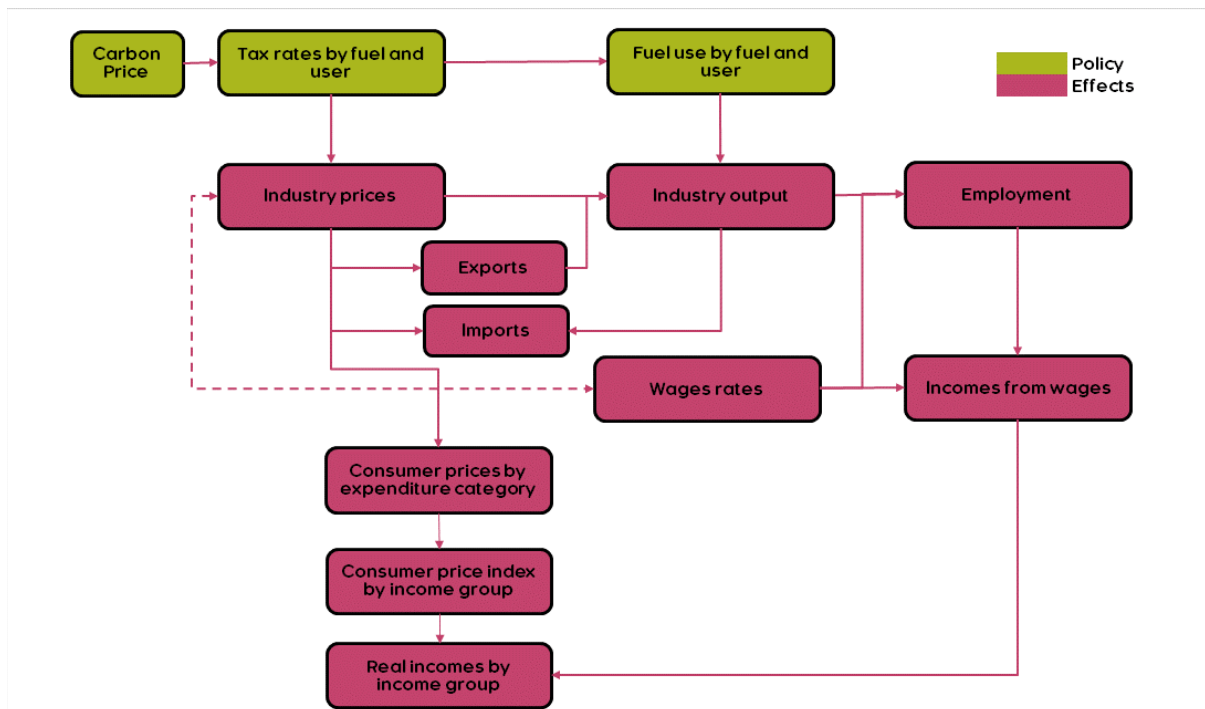 Carbon
Price
Tax rates by fuel and
user
Fuel use by fuel and
user
Policy
Effects
Industry prices
Industry output
Employment
Exports
Imports
Wages rates
Incomes from wages
Consumer prices by
expenditure category
Consumer price index
by income group
Real incomes by
income group